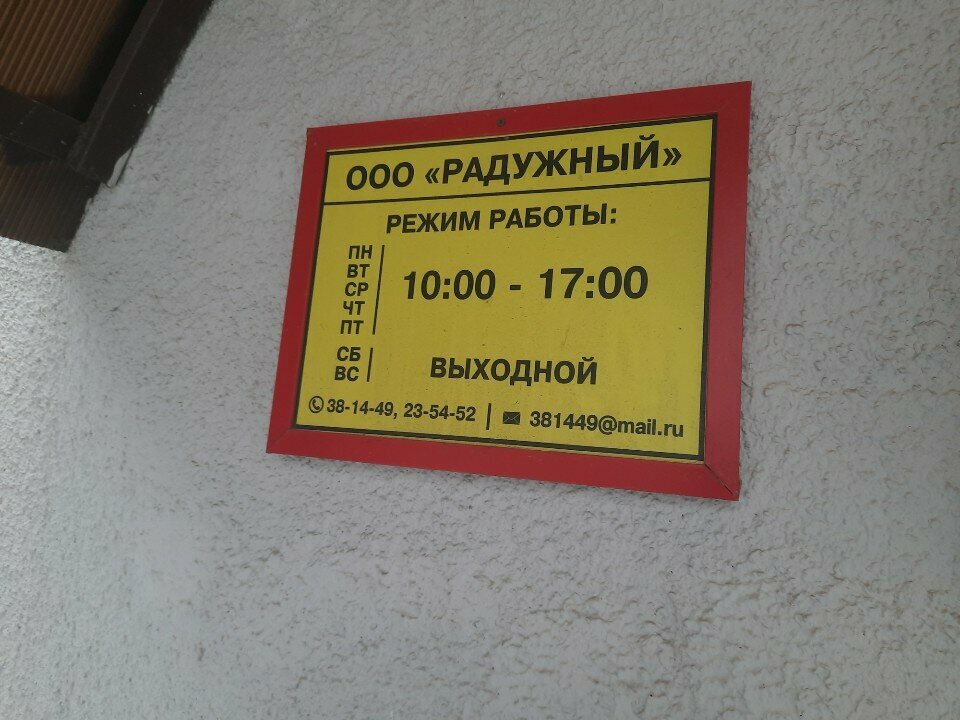 ООО «РАДУЖНЫЙ»
РЕЖИМ РАБОТЫ:
ПН
ВТ
СР
ЧТ
ПТ
10:00 - 17:00
СБ
ВС
ВЫХОДНОЙ
38-14-49, 23-54-52 | 381449@mail.ru